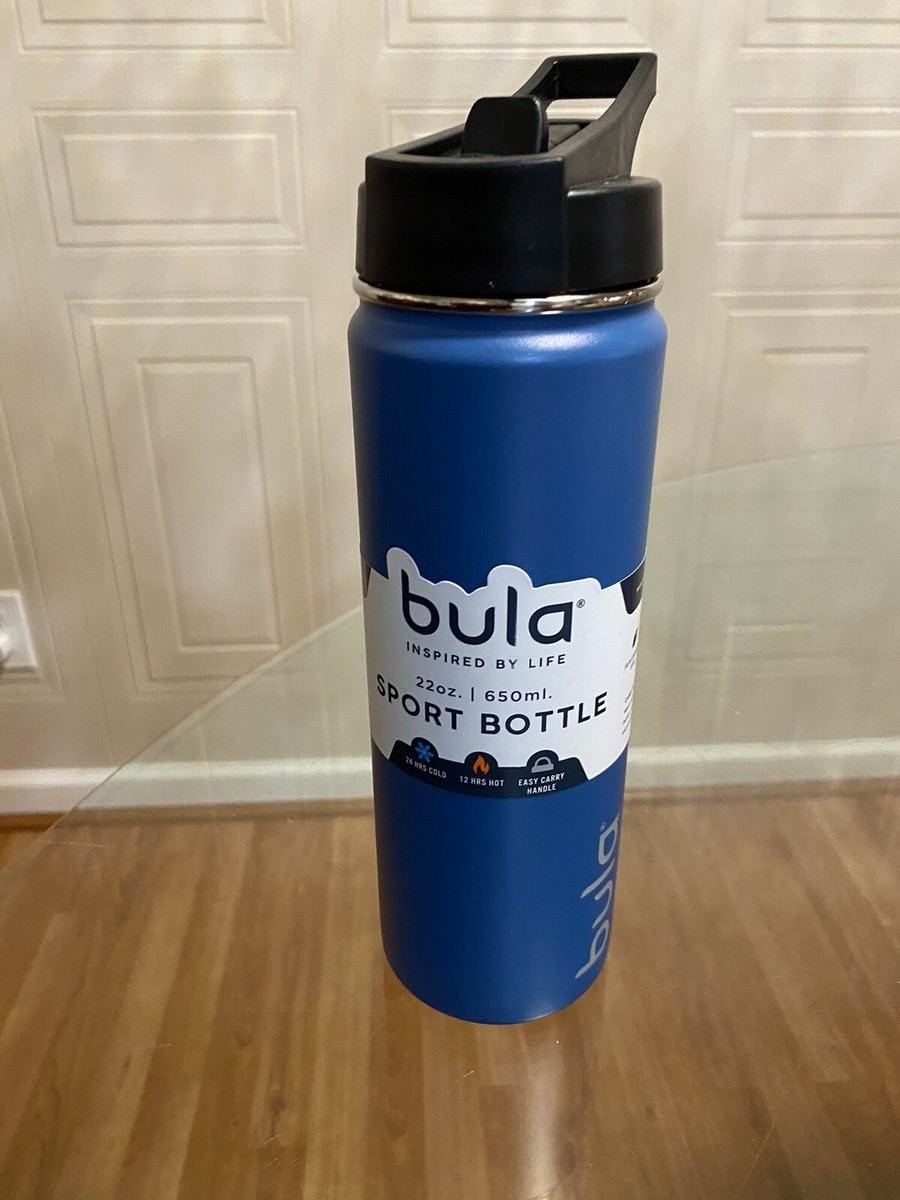 bula®
INSPIRED BY LIFE
22oz. | 650ml.
SPORT BOTTLE
24 HRS COLD
12 HRS HOT
EASY CARRY
HANDLE
bula®